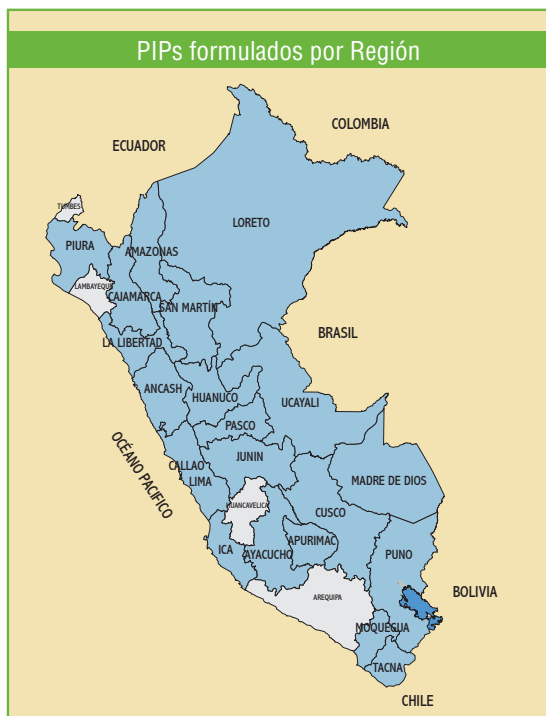 PIPs formulados por Región
COLOMBIA
ECUADOR
TUMBES
LORETO
PIURA
AMAZONAS
LAMBAYEQUE
CAJAMARCA
SAN MARTÍN
BRASIL
LA LIBERTAD
ANCASH
HUANUCO
UCAYALI
PASCO
OCÉANO PACIFICO
JUNIN
CALLAO
MADRE DE DIOS
LIMA
HUANCAVELICA
CUSCO
APURIMAC
ICA
AYACUCHO
PUNO
BOLIVIA
AREQUIPA
MOQUEGUA
TACNA
CHILE